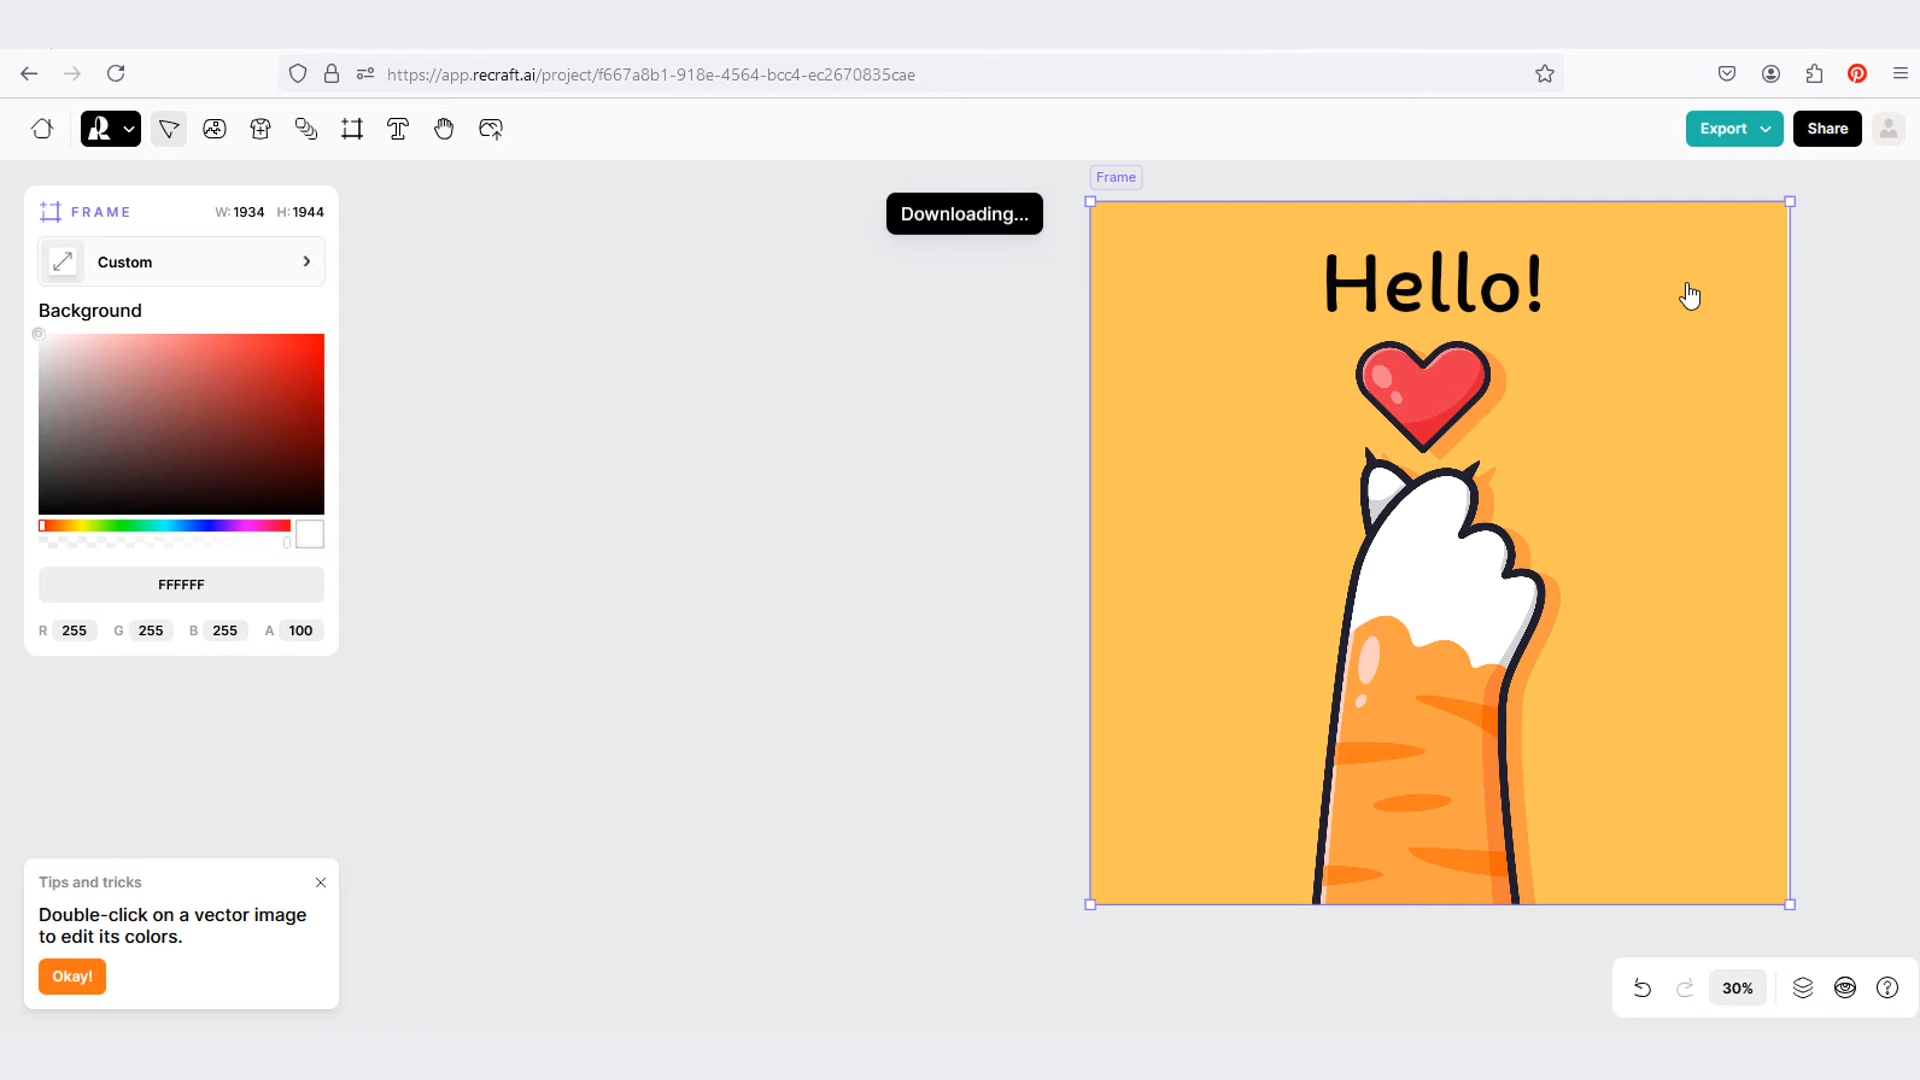 https://app.recraft.ai/project/f667a8b1-918e-4564-bcc4-ec2670835cae
Export
Share
FRAME W: 1934 H: 1944
Custom
Background
FFFFFF
R 255 G 255 B 255 A 100
Downloading...
Frame
Hello!
Tips and tricks
Double-click on a vector image
to edit its colors.
Okay!
30%